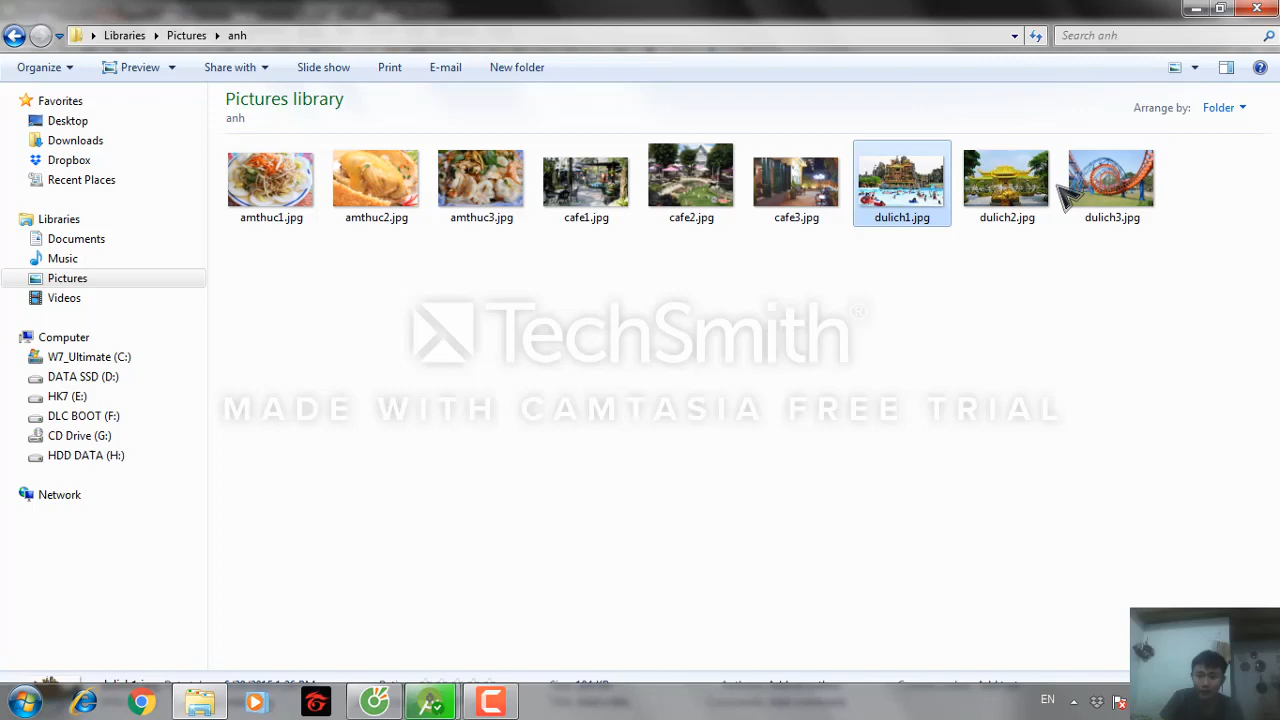 Libraries Pictures anh
Search anh
Organize Preview Share with Slide show Print E-mail New folder
Pictures library
anh
Arrange by: Folder
Favorites
Desktop
Downloads
Dropbox
Recent Places
Libraries
Documents
Music
Pictures
Videos
Computer
W7_Ultimate (C:)
DATA SSD (D:)
HK7 (E:)
DLC BOOT (F:)
CD Drive (G:)
HDD DATA (H:)
Network
amthuc1.jpg amthuc2.jpg amthuc3.jpg cafe1.jpg cafe2.jpg cafe3.jpg dulich1.jpg dulich2.jpg dulich3.jpg
TechSmith®
MADE WITH CAMTASIA FREE TRIAL
EN